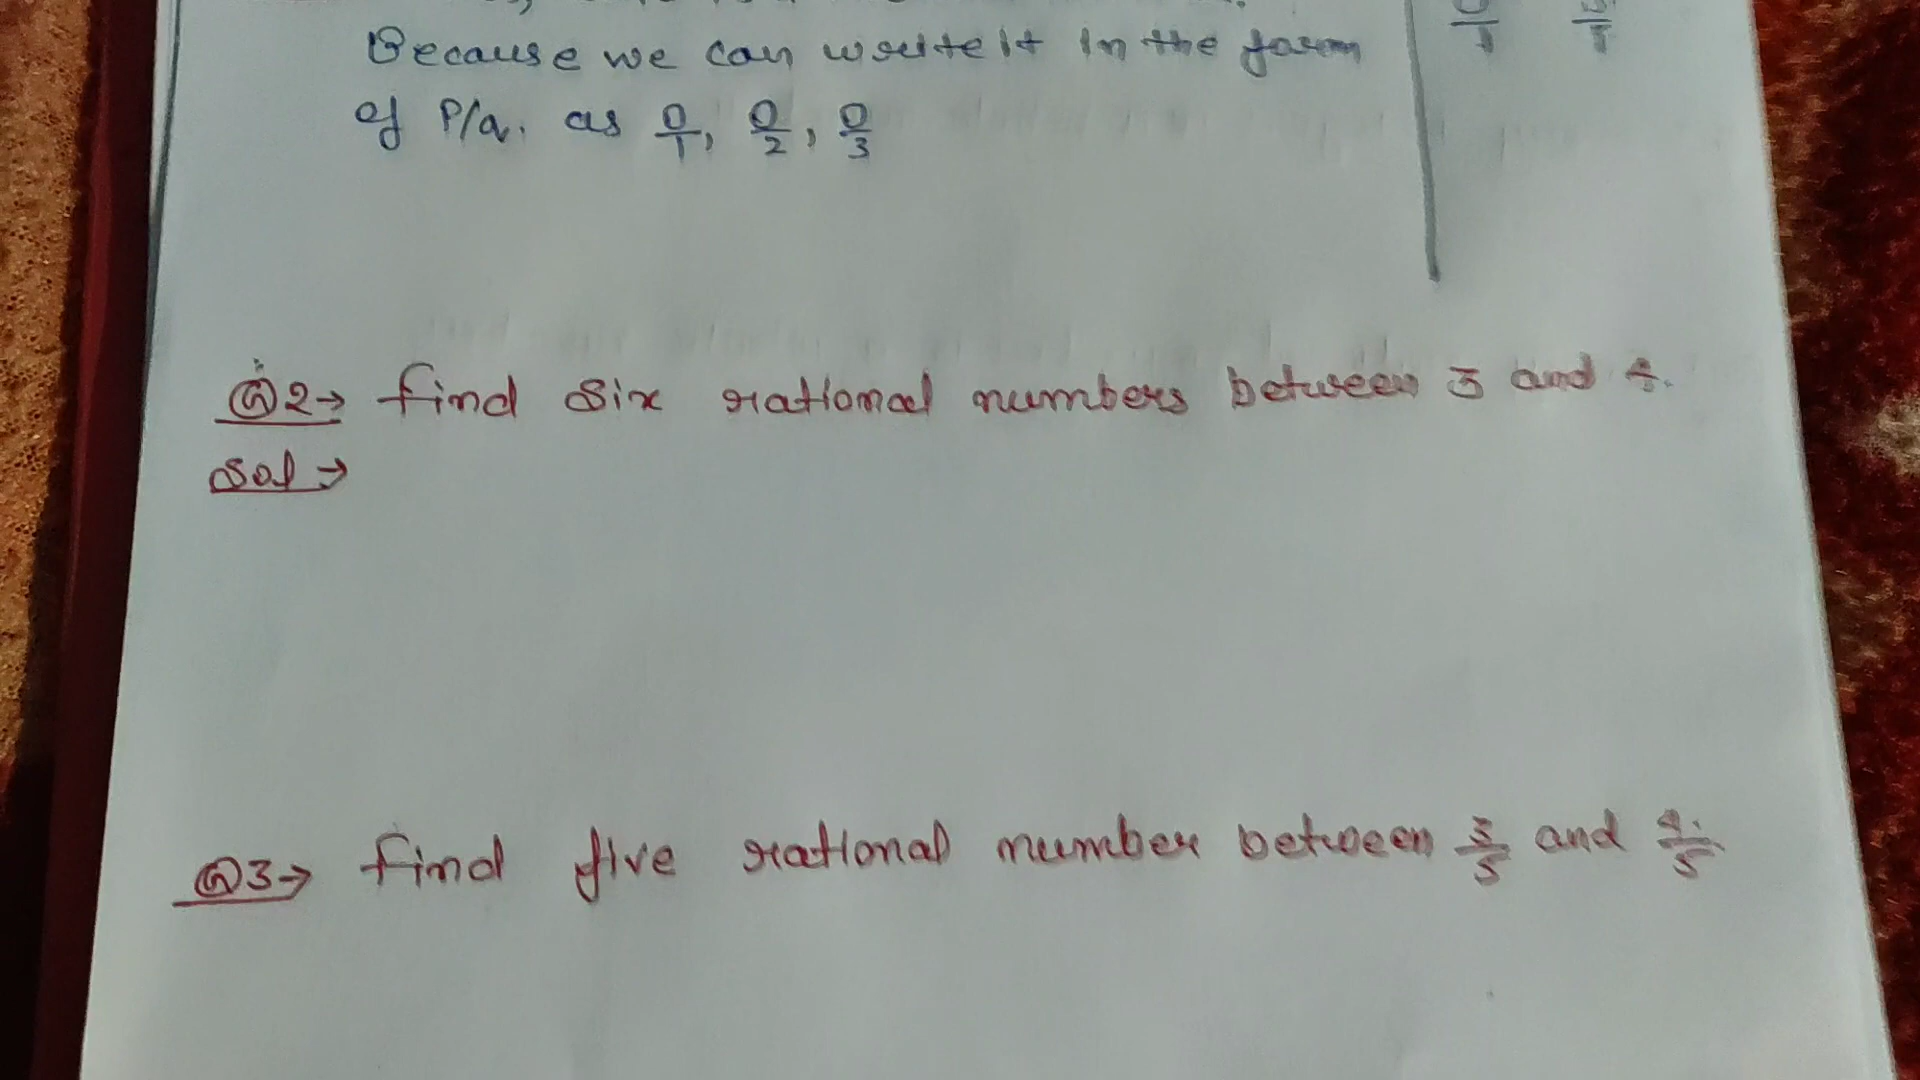 Because we can write it in the form
of P/q. as 0/1, 0/2, 0/3
Q2→ find six rational numbers between 3 and 4.
Sol→
Q3→ find five rational number between 3/5 and 4/5.